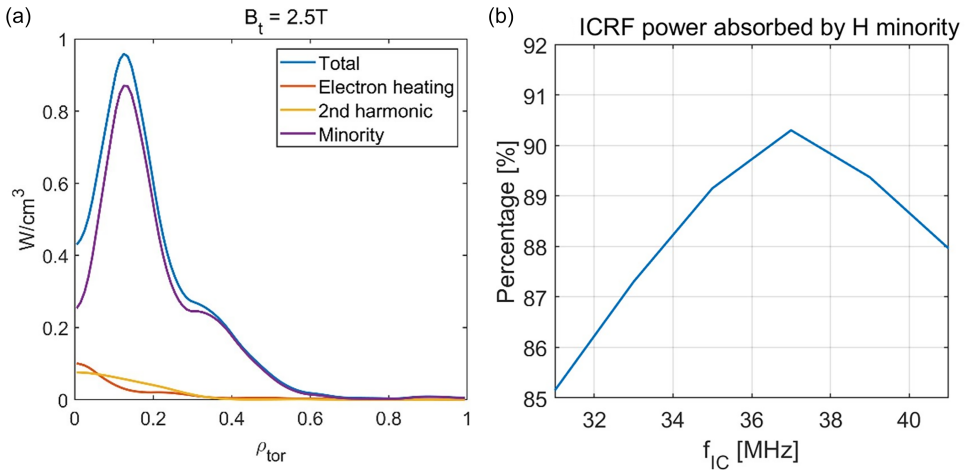 (a)
B_t = 2.5T
1
0.8
0.6
0.4
0.2
0
W/cm³
Total
Electron heating
2nd harmonic
Minority
0 0.2 0.4 0.6 0.8 1
ρ_tor
(b)
ICRF power absorbed by H minority
92
91
90
89
88
87
86
85
Percentage [%]
32 34 36 38 40
f_IC [MHz]